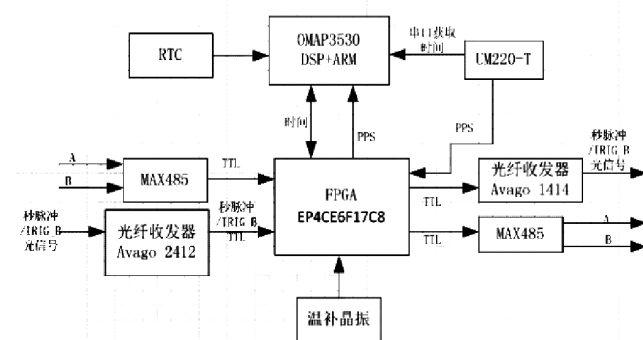 RTC
OMAP3530
DSP+ARM
串口获取
时间
UM220-T
时间
PPS
PPS
A
B
MAX485
TTL
FPGA
EP4CE6F17C8
TTL
光纤收发器
Avago 1414
秒脉冲
/IRIG B
光信号
秒脉冲
/IRIG B
光信号
光纤收发器
Avago 2412
秒脉冲
/IRIG B
TTL
TTL
MAX485
A
B
温补晶振